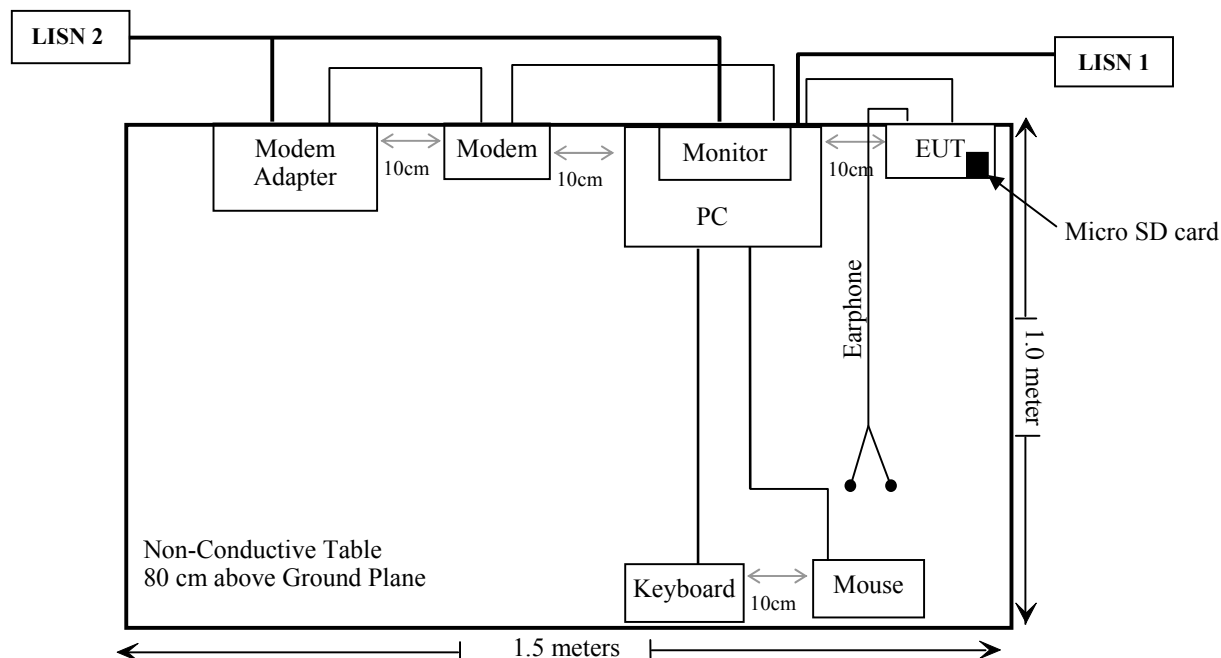 LISN 2
LISN 1
Modem
Adapter
10cm
Modem
10cm
Monitor
PC
10cm
EUT
Micro SD card
Earphone
1.0 meter
Non-Conductive Table
80 cm above Ground Plane
Keyboard
10cm
Mouse
1.5 meters